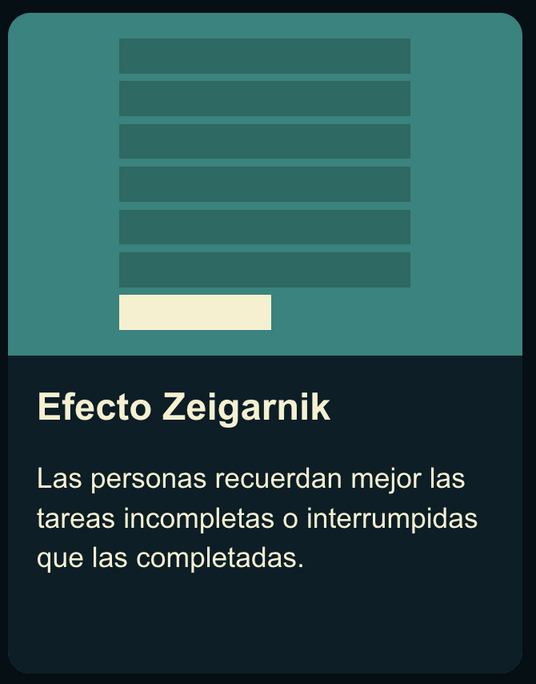 Efecto Zeigarnik
Las personas recuerdan mejor las
tareas incompletas o interrumpidas
que las completadas.